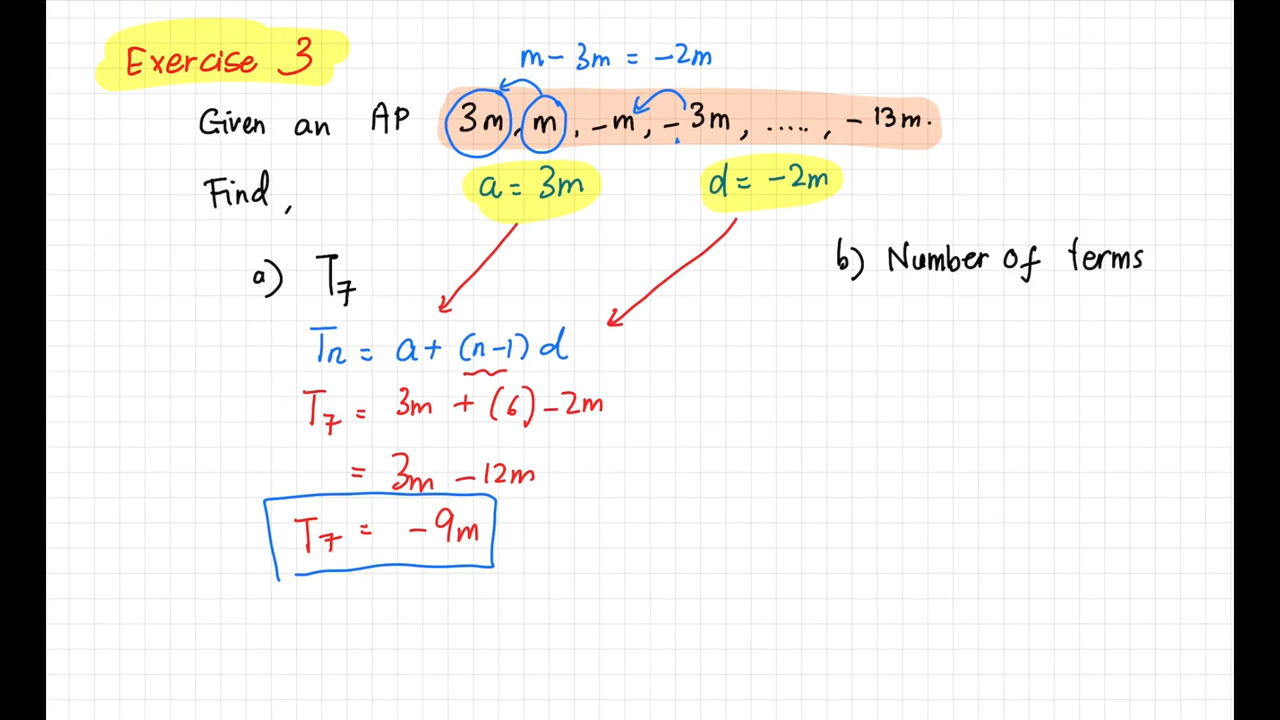 Exercise 3
m - 3m = -2m
Given an AP 3m, m, -m, -3m, ....., -13m.
Find, a = 3m d = -2m
a) T₇
b) Number of terms
Tn = a + (n-1) d
T₇ = 3m + (6) - 2m
= 3m - 12m
T₇ = -9m